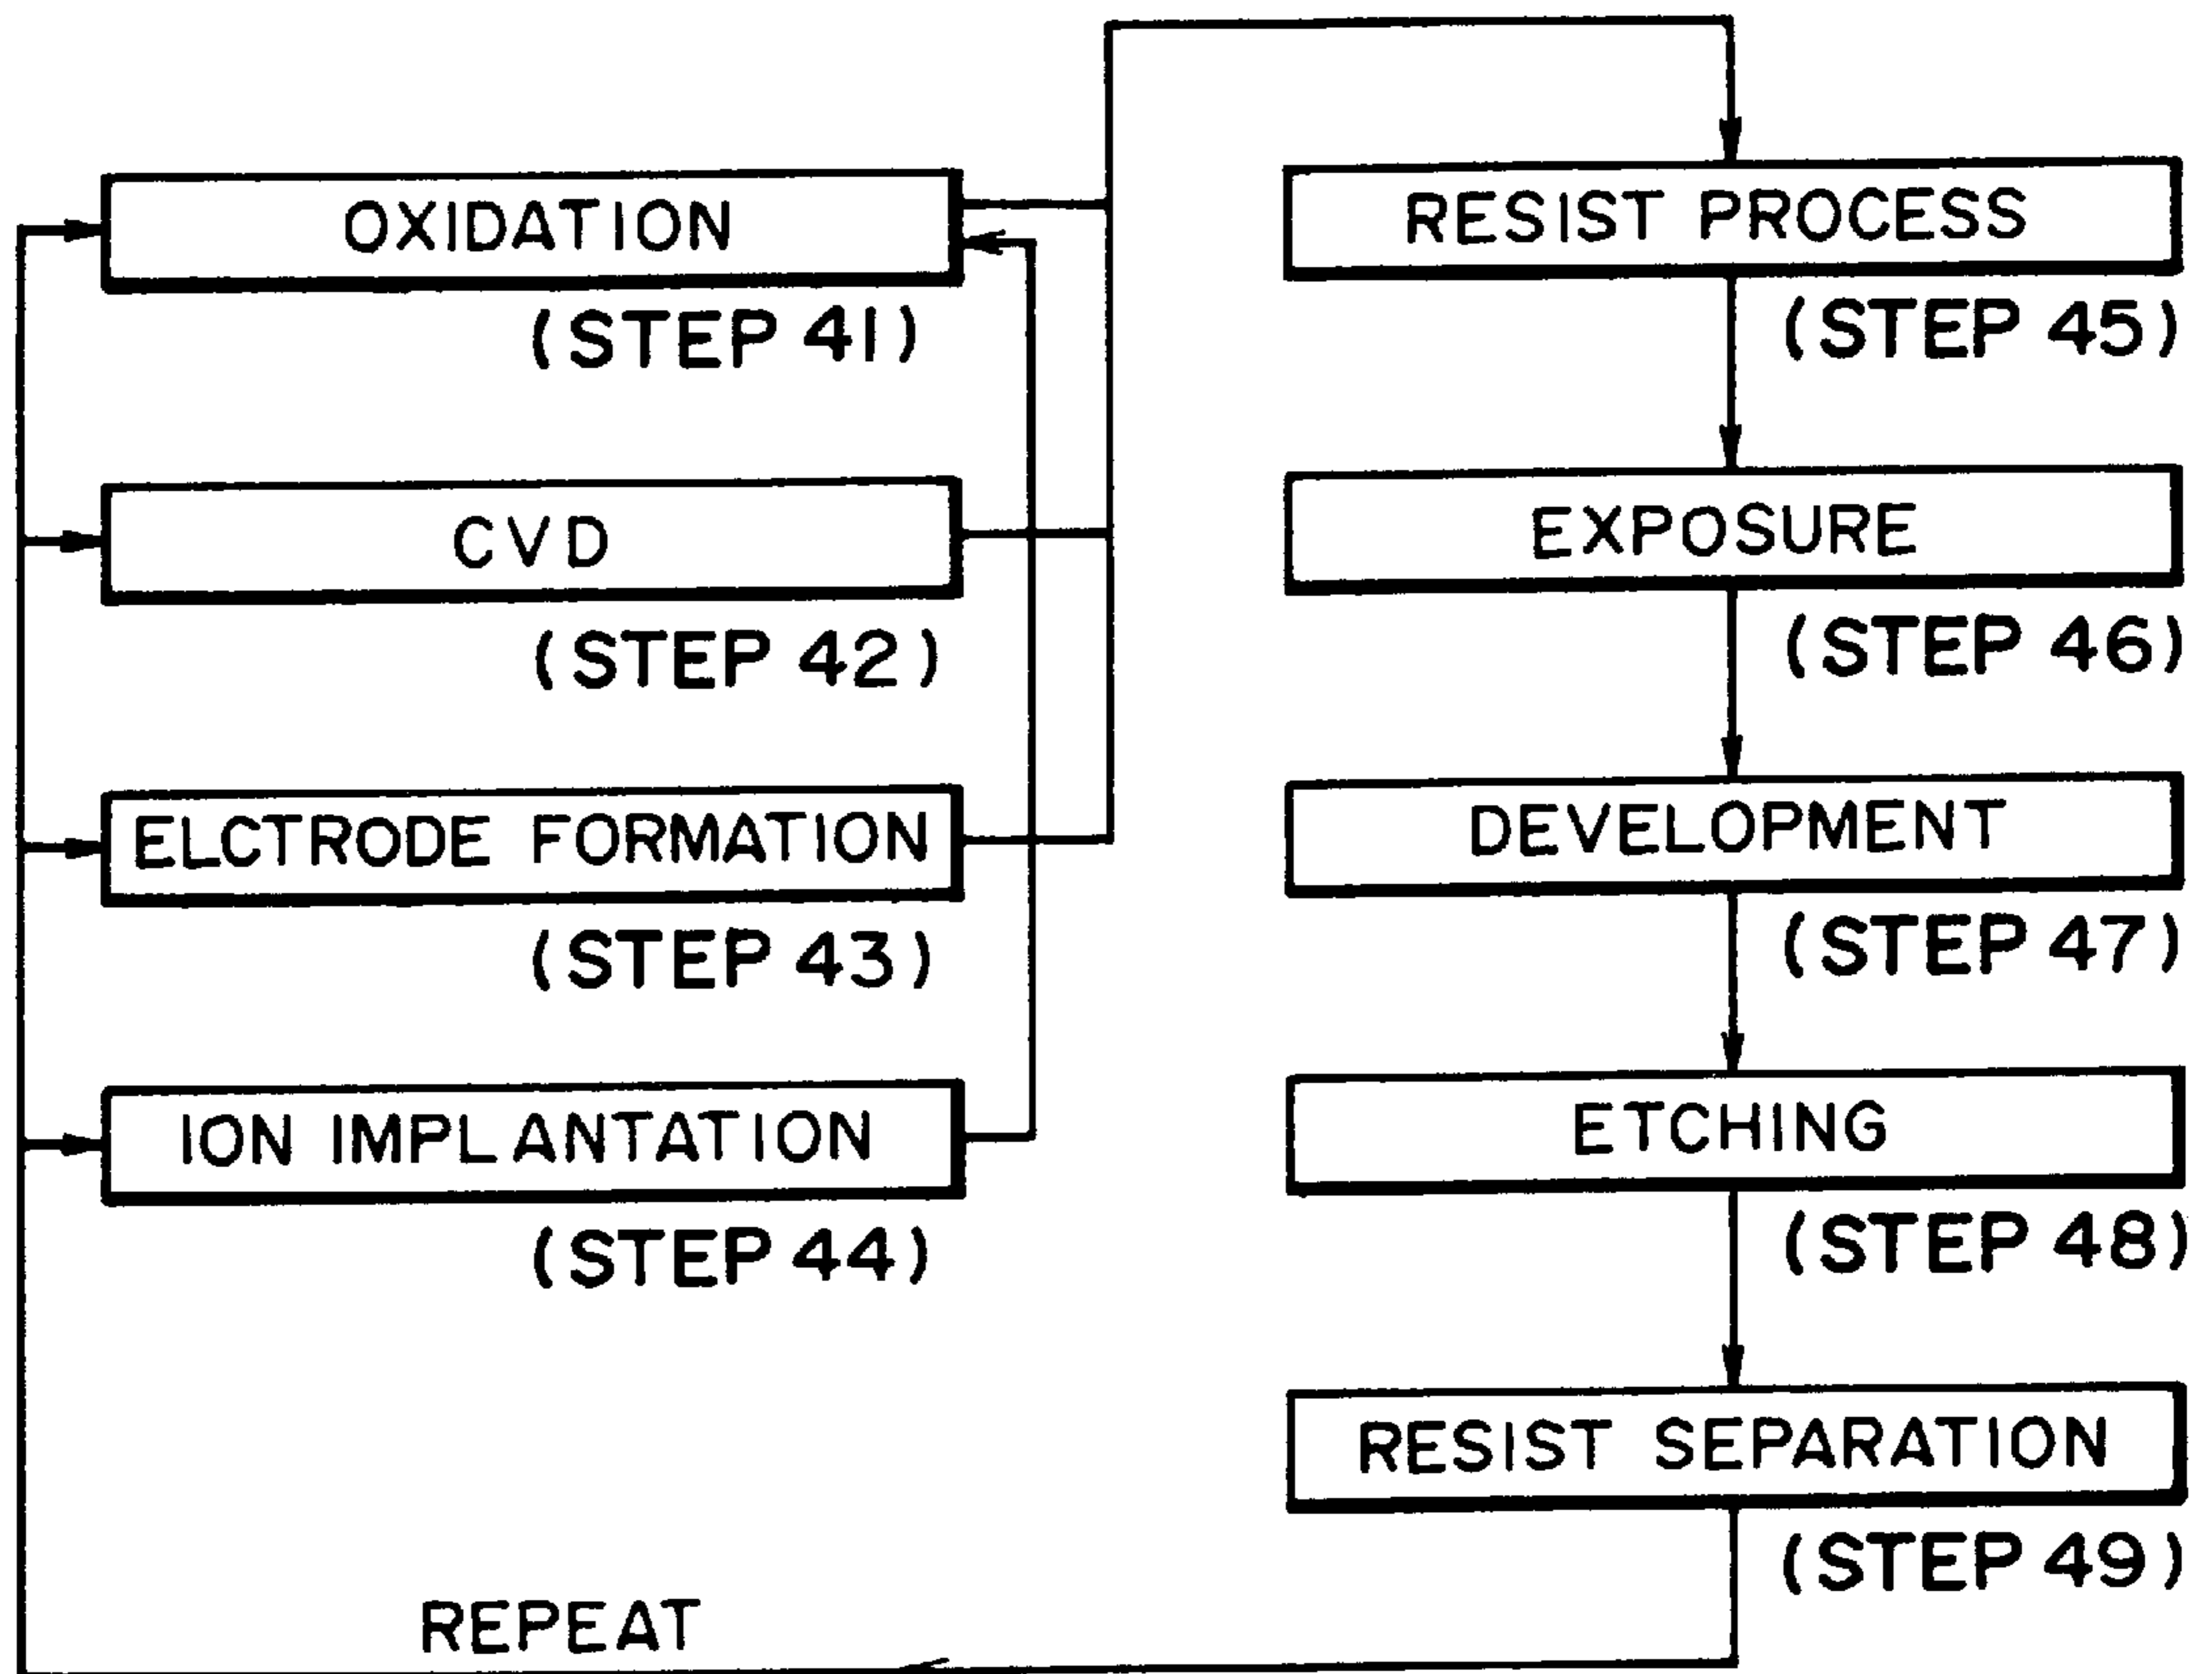 OXIDATION
(STEP 41)
CVD
(STEP 42)
ELCTRODE FORMATION
(STEP 43)
ION IMPLANTATION
(STEP 44)
RESIST PROCESS
(STEP 45)
EXPOSURE
(STEP 46)
DEVELOPMENT
(STEP 47)
ETCHING
(STEP 48)
RESIST SEPARATION
(STEP 49)
REPEAT